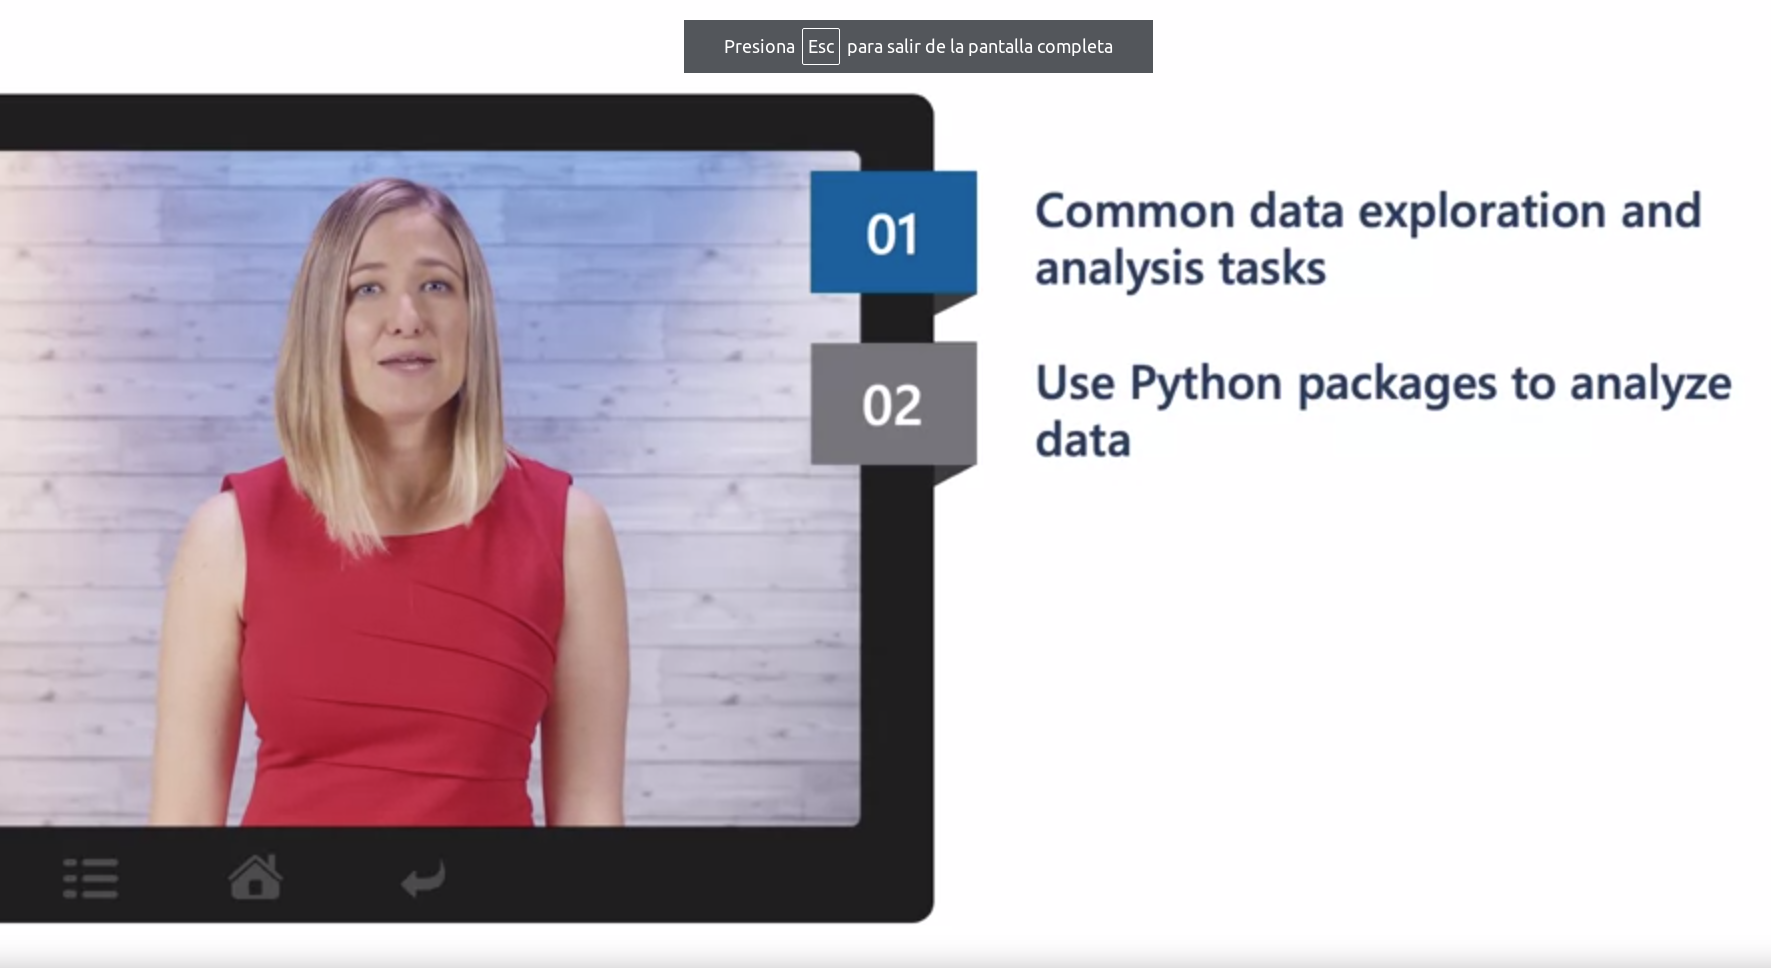 Presiona Esc para salir de la pantalla completa
01
Common data exploration and
analysis tasks
02
Use Python packages to analyze
data